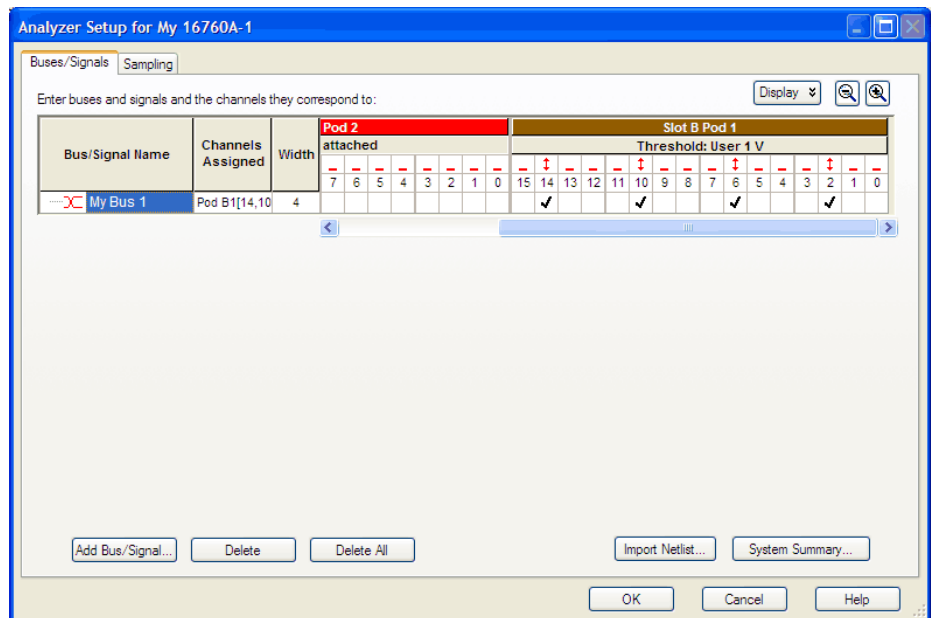 Analyzer Setup for My 16760A-1
Buses/Signals Sampling
Enter buses and signals and the channels they correspond to:
Display
Bus/Signal Name
Channels Assigned
Width
Pod 2
Slot B Pod 1
attached
Threshold: User 1 V
7 6 5 4 3 2 1 0 15 14 13 12 11 10 9 8 7 6 5 4 3 2 1 0
My Bus 1 Pod B1[14,10 4
Add Bus/Signal... Delete Delete All Import Netlist... System Summary...
OK Cancel Help